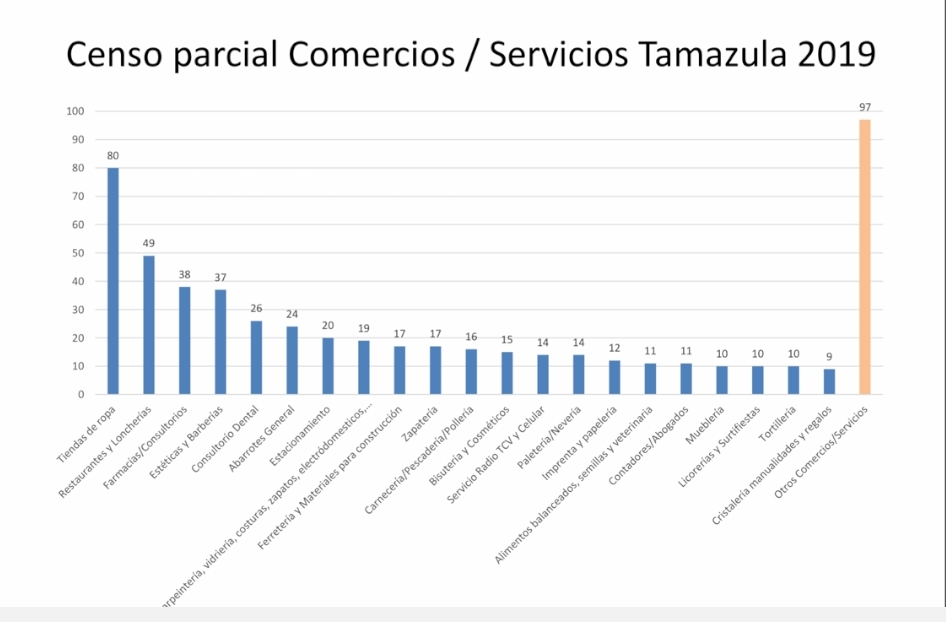 Censo parcial Comercios / Servicios Tamazula 2019
100
90
80
70
60
50
40
30
20
10
0
80
49
38
37
26
24
20
19
17
17
16
15
14
14
12
11
11
10
10
10
9
97
Tiendas de ropa
Restaurantes y Loncherías
Farmacias/Consultorios
Estéticas y Barberías
Consultorio Dental
Abarrotes General
Estacionamiento
vidriería, costuras, zapatos, electródomesticos,...
Ferretería y Materiales para construcción
Zapatería
Carnecería/Pescadería/Pollería
Bisutería y Cosméticos
Servicio Radio TCV y Celular
Paletería/Nevería
Imprenta y papelería
Alimentos balanceados, semillas y veterinaria
Contadores/Abogados
Mueblería
Licorerías y Surtifiestas
Tortillería
Cristalería manualidades y regalos
Otros Comercios/Servicios